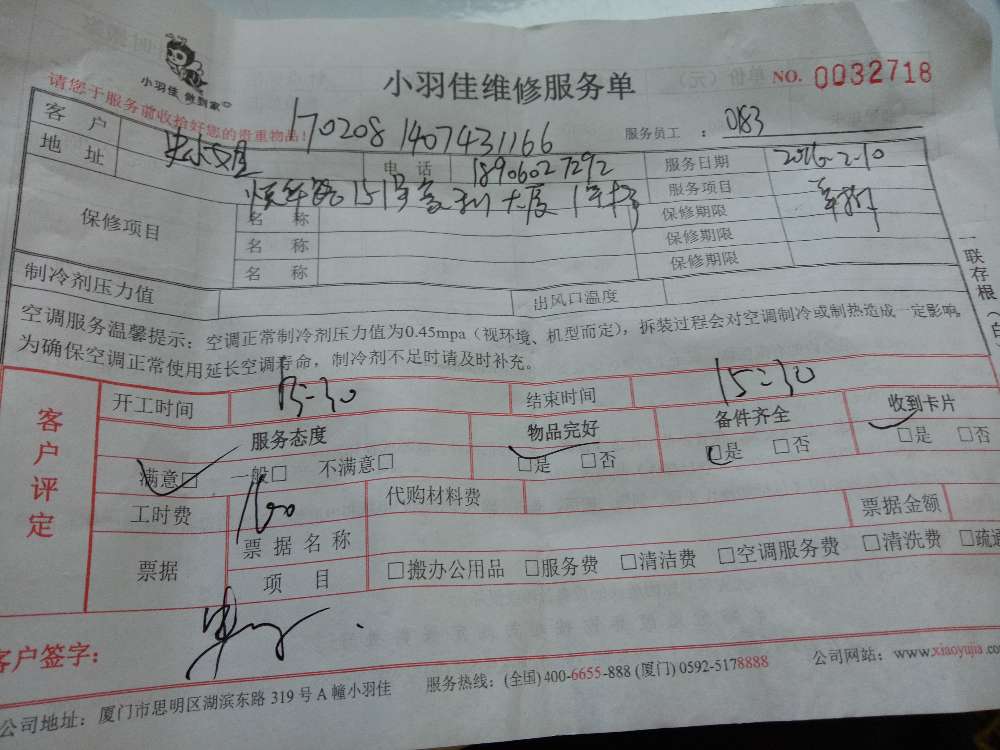 小羽佳 做到家
小羽佳维修服务单
NO. 0032718
请您于服务前收拾好您的贵重物品!
1702081407431166
服务员工 : 0183
客户
电话 18906027292
服务日期 2016-2-10
地址 151号 大厦
服务项目
保修项目
名称 保修期限
名称 保修期限
名称 保修期限
制冷剂压力值 出风口温度
空调服务温馨提示: 空调正常制冷剂压力值为0.45mpa(视环境、机型而定), 拆装过程会对空调制冷或制热造成一定影响。
为确保空调正常使用延长空调寿命, 制冷剂不足时请及时补充。
一联存根(白
客户评定
开工时间 13=30 结束时间 15=30
服务态度 物品完好 备件齐全 收到卡片
满意□ 一般□ 不满意□ □是 □否 □是 □否 □是 □否
工时费 160 代购材料费
票据 票据名称 票据金额
项目 □搬办公用品 □服务费 □清洁费 □空调服务费 □清洗费 □疏通
客户签字:
公司地址: 厦门市思明区湖滨东路 319 号 A 幢小羽佳 服务热线: (全国) 400-6655-888 (厦门) 0592-5178888 公司网站: www.xiaoyujia.co